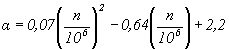 α = 0,07(n/10⁶)² − 0,64(n/10⁶) + 2,2